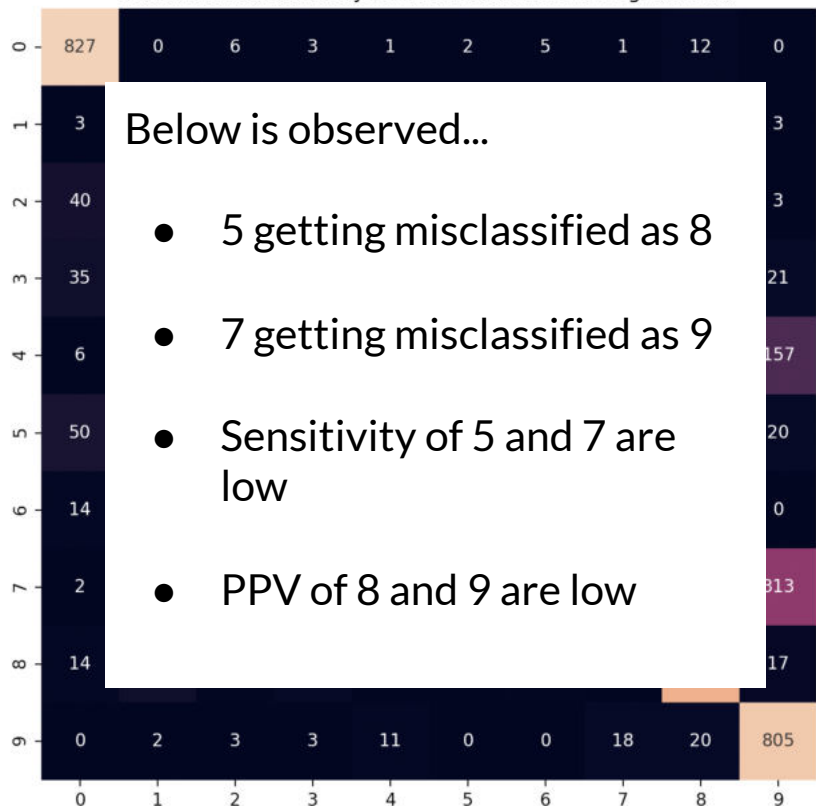 0 827 0 6 3 1 2 5 1 12 0
1 3 3
Below is observed...
2 40 3
● 5 getting misclassified as 8
3 35 21
● 7 getting misclassified as 9
4 6 157
5 50 20
● Sensitivity of 5 and 7 are
low
6 14 0
7 2 313
● PPV of 8 and 9 are low
8 14 17
9 0 2 3 3 11 0 0 18 20 805
0 1 2 3 4 5 6 7 8 9